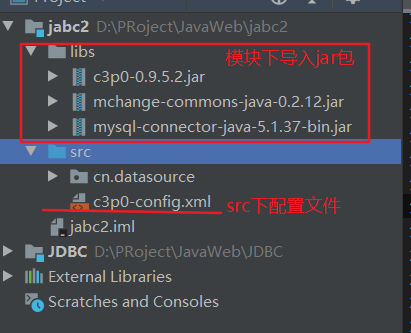 Project
jabc2 D:\PRoject\JavaWeb\jabc2
libs
模块下导入jar包
c3p0-0.9.5.2.jar
mchange-commons-java-0.2.12.jar
mysql-connector-java-5.1.37-bin.jar
src
cn.datasource
c3p0-config.xml
src下配置文件
jabc2.iml
JDBC D:\PRoject\JavaWeb\JDBC
External Libraries
Scratches and Consoles